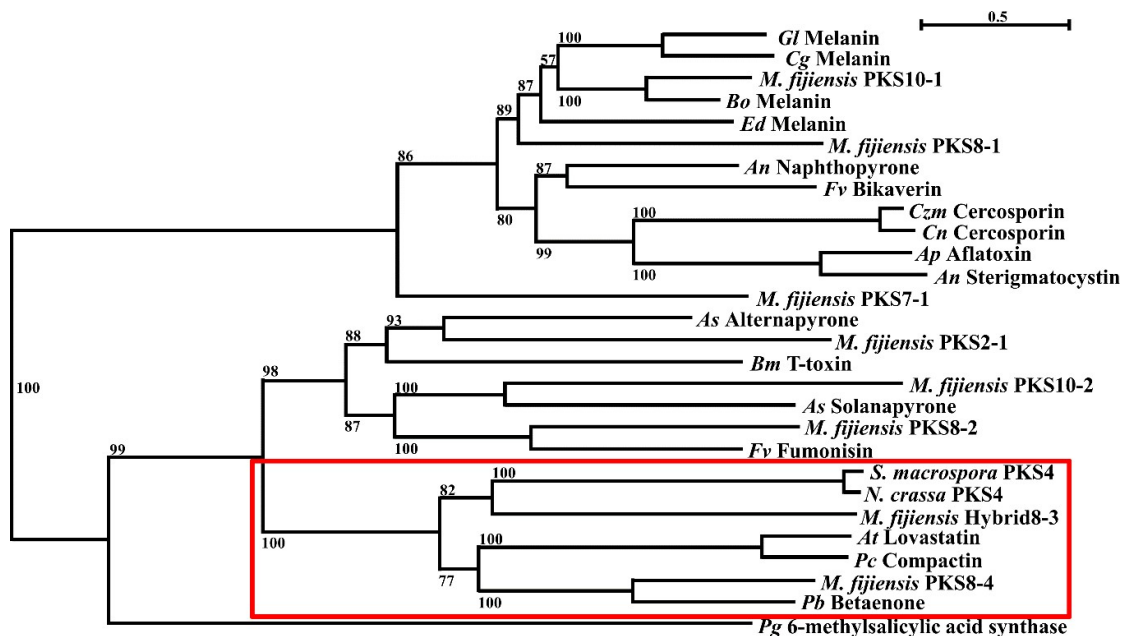 0.5
100
Gl Melanin
Cg Melanin
57
M. fijiensis PKS10-1
87
100
Bo Melanin
89
Ed Melanin
M. fijiensis PKS8-1
86
87
An Naphthopyrone
Fv Bikaverin
80
100
Czm Cercosporin
Cn Cercosporin
99
Ap Aflatoxin
100
An Sterigmatocystin
M. fijiensis PKS7-1
93
As Alternapyrone
88
M. fijiensis PKS2-1
Bm T-toxin
98
100
100
M. fijiensis PKS10-2
As Solanapyrone
87
M. fijiensis PKS8-2
100
Fv Fumonisin
99
100
S. macrospora PKS4
82
N. crassa PKS4
M. fijiensis Hybrid8-3
100
100
At Lovastatin
Pc Compactin
77
M. fijiensis PKS8-4
100
Pb Betaenone
Pg 6-methylsalicylic acid synthase